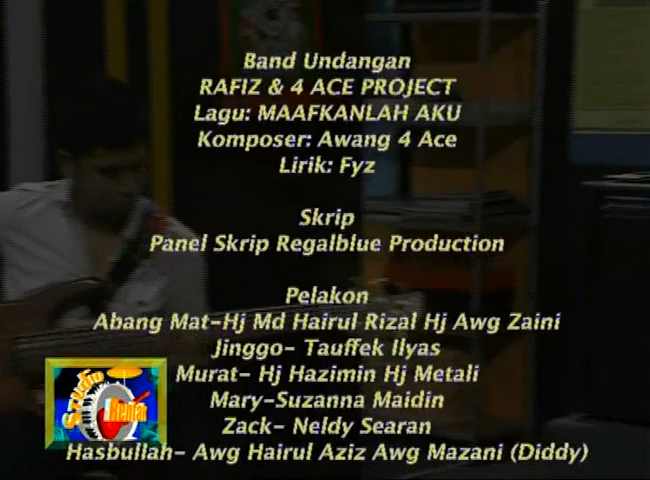 Band Undangan
RAFIZ & 4 ACE PROJECT
Lagu: MAAFKANLAH AKU
Komposer: Awang 4 Ace
Lirik: Fyz
Skrip
Panel Skrip Regalblue Production
Pelakon
Abang Mat-Hj Md Hairul Rizal Hj Awg Zaini
Jinggo- Tauffek Ilyas
Murat- Hj Hazimin Hj Metali
Mary-Suzanna Maidin
Zack- Neldy Searan
Hasbullah- Awg Hairul Aziz Awg Mazani (Diddy)
Studio
Rental